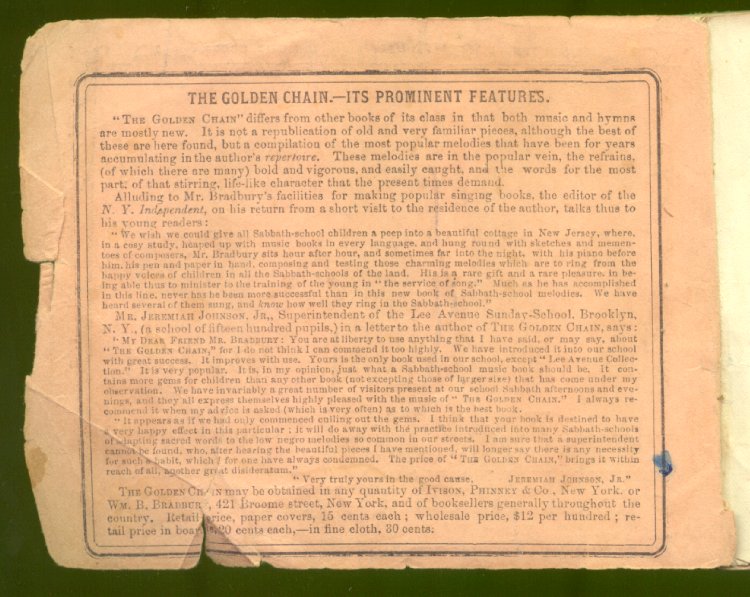 THE GOLDEN CHAIN.—ITS PROMINENT FEATURES.
"THE GOLDEN CHAIN" differs from other books of its class in that both music and hymns
are mostly new. It is not a republication of old and very familiar pieces, although the best of
these are here found, but a compilation of the most popular melodies that have been for years
accumulating in the author's repertoire. These melodies are in the popular vein, the refrains,
(of which there are many) bold and vigorous, and easily caught, and the words for the most
part, of that stirring, life-like character that the present times demand.
Alluding to Mr. Bradbury's facilities for making popular singing books, the editor of the
N. Y. Independent, on his return from a short visit to the residence of the author, talks thus to
his young readers:
"We wish we could give all Sabbath-school children a peep into a beautiful cottage in New Jersey, where,
in a cosy study, heaped up with music books in every language, and hung round with sketches and memen-
toes of composers, Mr. Bradbury sits hour after hour, and sometimes far into the night, with his piano before
him, his pen and paper in hand, composing and testing those charming melodies which are to ring from the
happy voices of children in all the Sabbath-schools of the land. His is a rare gift and a rare pleasure, in be-
ing able thus to minister to the training of the young in "the service of song." Much as he has accomplished
in this line, never has he been more successful than in this new book of Sabbath-school melodies. We have
heard several of them sung, and know how well they ring in the Sabbath-school."
MR. JEREMIAH JOHNSON, JR., Superintendent of the Lee Avenue Sunday-School, Brooklyn,
N. Y., (a school of fifteen hundred pupils,) in a letter to the author of THE GOLDEN CHAIN, says:
"MY DEAR FRIEND MR. BRADBURY: You are at liberty to use anything that I have said, or may say, about
"THE GOLDEN CHAIN," for I do not think I can commend it too highly. We have introduced it into our school
with great success. It improves with use. Yours is the only book used in our school, except "Lee Avenue Collec-
tion." It is very popular. It is, in my opinion, just what a Sabbath-school music book should be. It con-
tains more gems for children than any other book (not excepting those of larger size) that has come under my
observation. We have invariably a great number of visitors present at our school Sabbath afternoons and eve-
nings, and they all express themselves highly pleased with the music of "THE GOLDEN CHAIN." I always re-
commend it when my advice is asked (which is very often) as to which is the best book.
"It appears as if we had only commenced culling out the gems. I think that your book is destined to have
a very happy effect in this particular; it will do away with the practice introduced into many Sabbath-schools
of adapting sacred words to the low negro melodies so common in our streets. I am sure that a superintendent
cannot be found, who, after hearing the beautiful pieces I have mentioned, will longer say there is any necessity
for such a habit, which I for one have always condemned. The price of "THE GOLDEN CHAIN," brings it within
reach of all, another great disideratum."
"Very truly yours in the good cause, JEREMIAH JOHNSON, JR."
THE GOLDEN CHAIN may be obtained in any quantity of IVISON, PHINNEY & CO., New York. or
WM. B. BRADBURY, 421 Broome street, New York, and of booksellers generally throughout the
country. Retail price, paper covers, 15 cents each; wholesale price, $12 per hundred; re-
tail price in boards, 20 cents each,—in fine cloth, 30 cents.